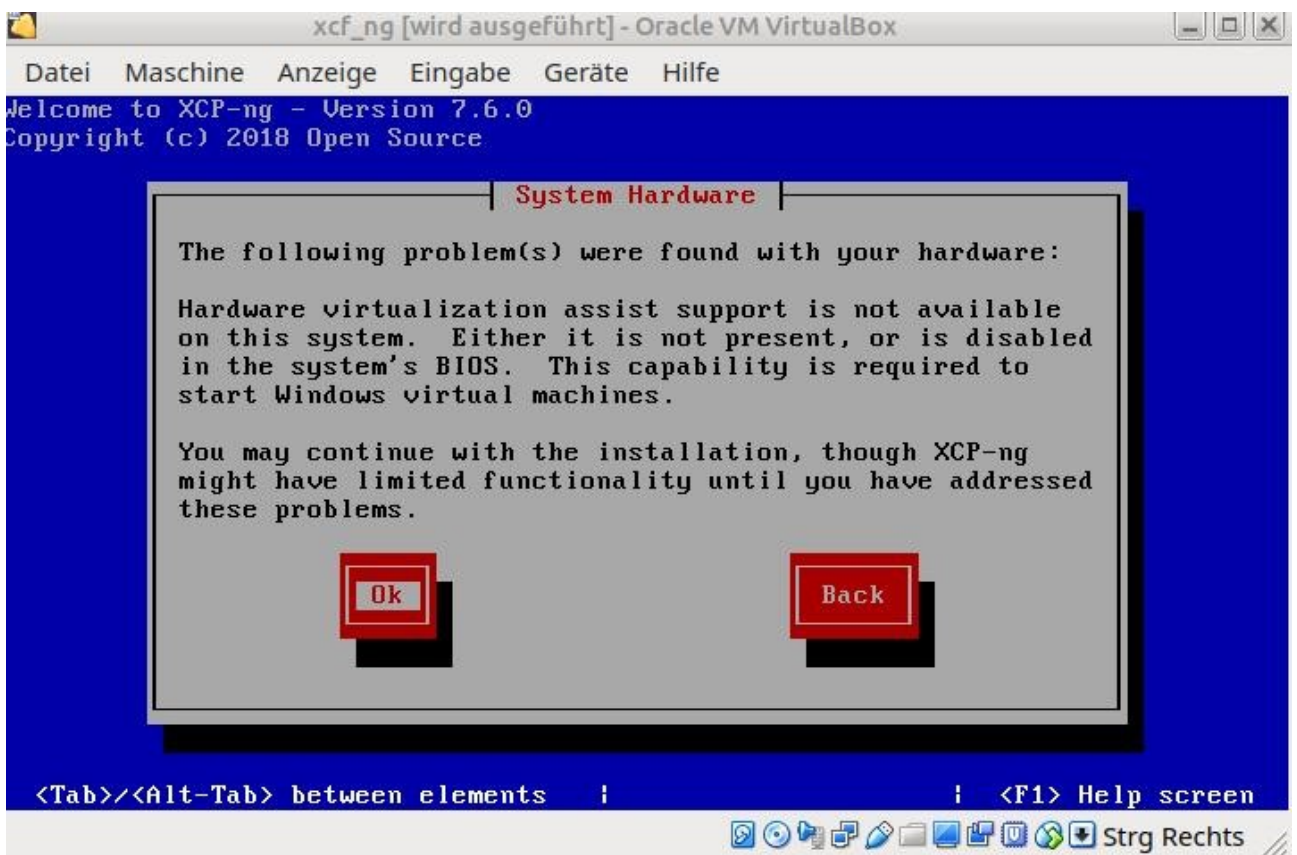 xcf_ng [wird ausgeführt] - Oracle VM VirtualBox
Datei Maschine Anzeige Eingabe Geräte Hilfe
Welcome to XCP-ng - Version 7.6.0
Copyright (c) 2018 Open Source
System Hardware
The following problem(s) were found with your hardware:
Hardware virtualization assist support is not available
on this system. Either it is not present, or is disabled
in the system's BIOS. This capability is required to
start Windows virtual machines.
You may continue with the installation, though XCP-ng
might have limited functionality until you have addressed
these problems.
Ok Back
<Tab>/<Alt-Tab> between elements | | <F1> Help screen
Strg Rechts